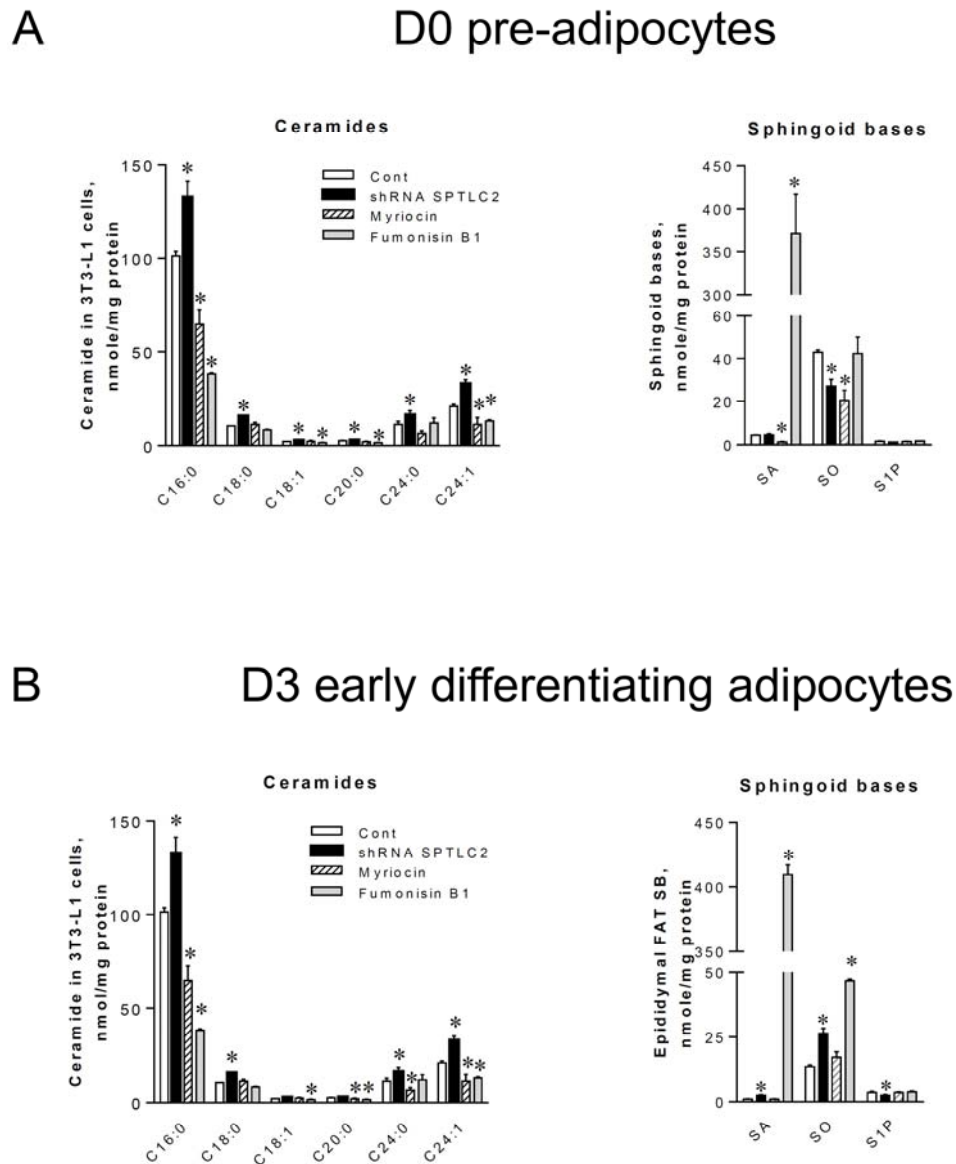 A
D0 pre-adipocytes
Ceramides
Ceramide in 3T3-L1 cells,
nmole/mg protein
150
100
50
0
Cont
shRNA SPTLC2
Myriocin
Fumonisin B1
* * * *
*
* *
* *
*
* * *
C16:0
C18:0
C18:1
C20:0
C24:0
C24:1
Sphingoid bases
Sphingoid bases,
nmole/mg protein
450
400
350
300
60
40
20
0
* *
* *
SA
SO
S1P
B
D3 early differentiating adipocytes
Ceramides
Ceramide in 3T3-L1 cells,
nmol/mg protein
150
100
50
0
Cont
shRNA SPTLC2
Myriocin
Fumonisin B1
* * *
*
*
* *
* *
* * *
C16:0
C18:0
C18:1
C20:0
C24:0
C24:1
Sphingoid bases
Epididymal FAT SB,
nmole/mg protein
450
400
350
50
25
0
* *
* *
*
SA
SO
S1P